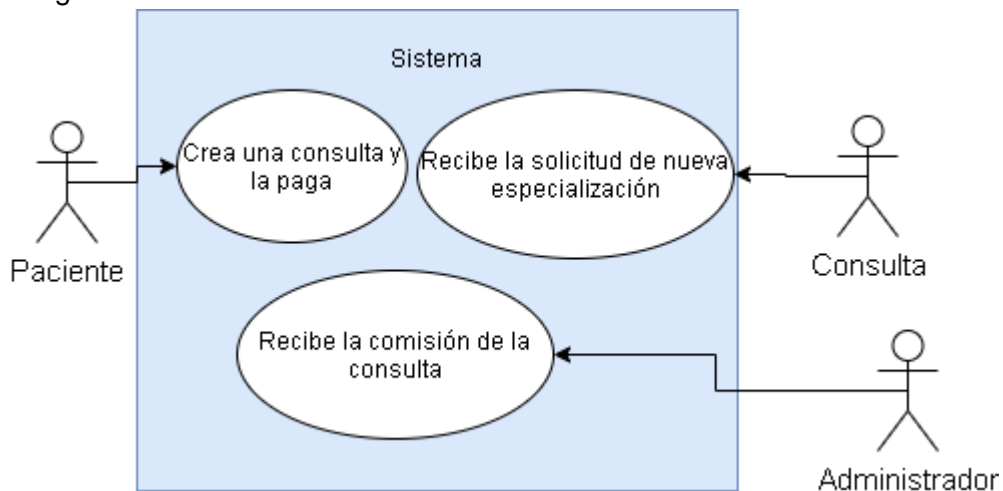 Sistema
Crea una consulta y
la paga
Recibe la solicitud de nueva
especialización
Paciente
Consulta
Recibe la comisión de la
consulta
Administrador